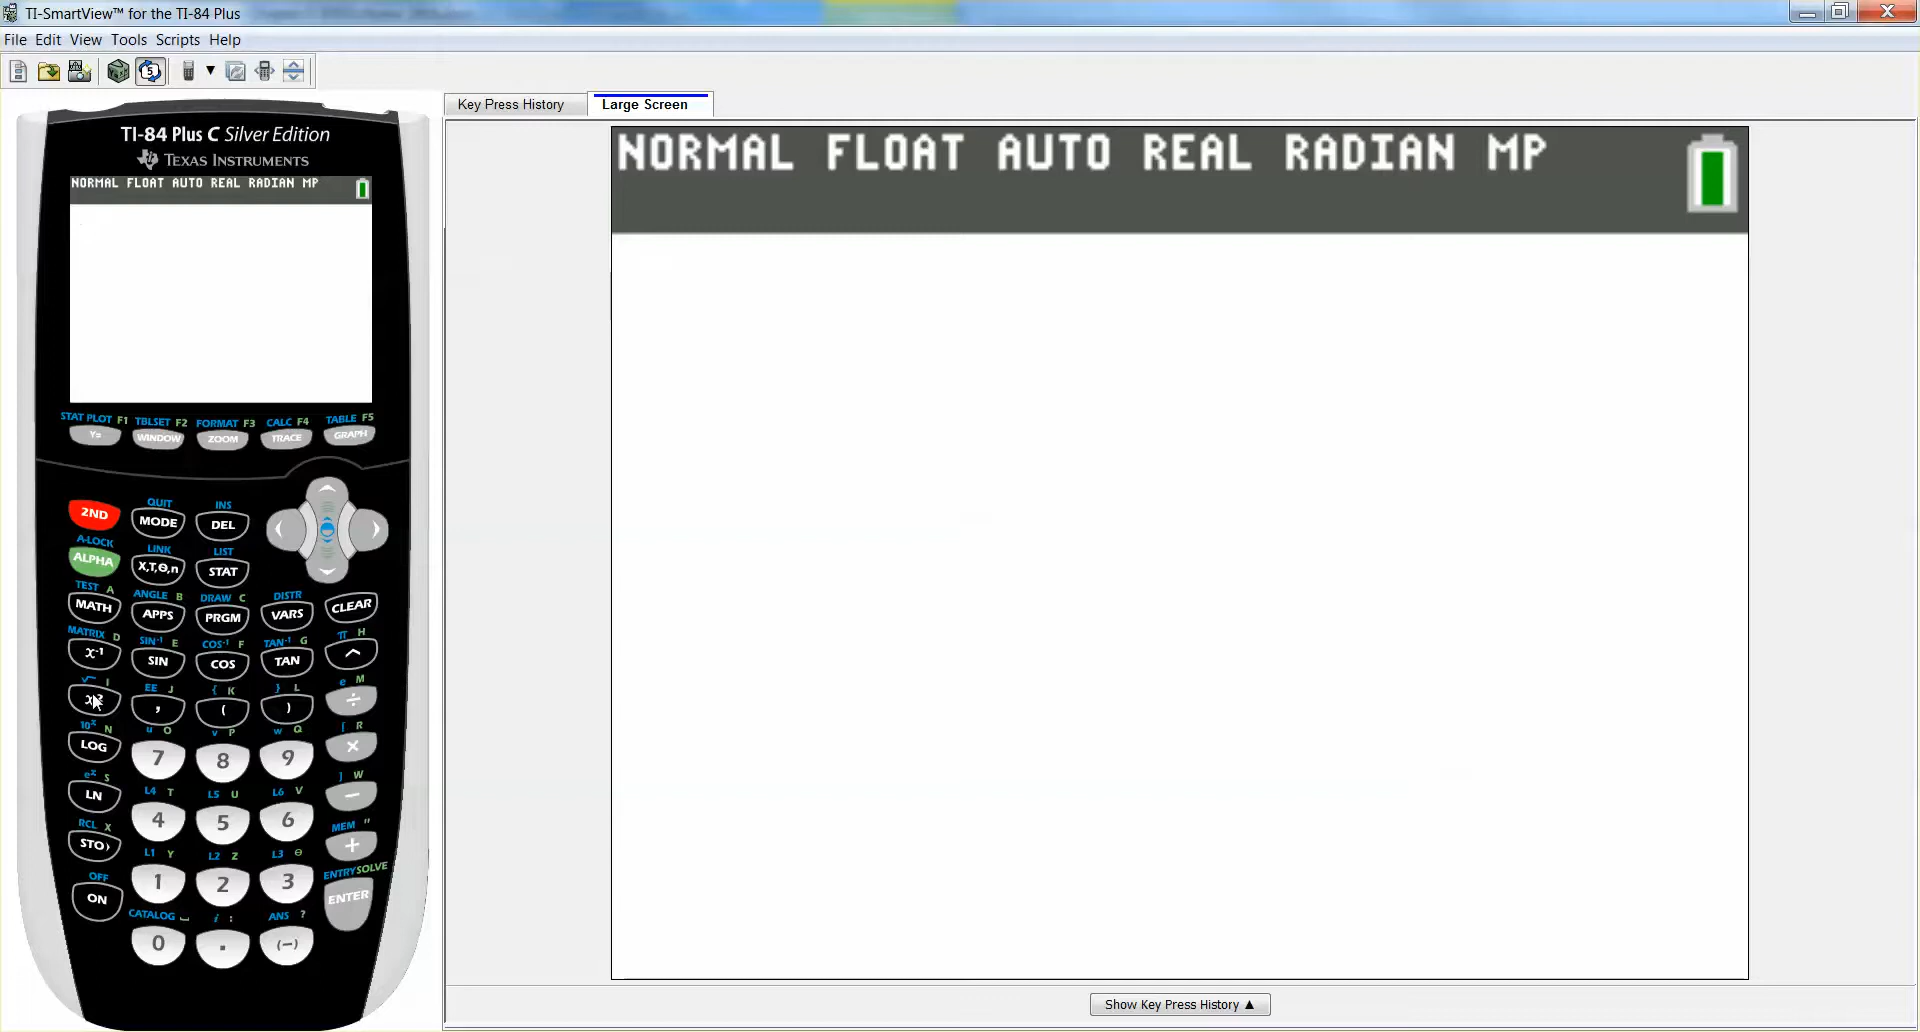 TI-SmartView™ for the TI-84 Plus
File Edit View Tools Scripts Help
Key Press History Large Screen
TI-84 Plus C Silver Edition
TEXAS INSTRUMENTS
NORMAL FLOAT AUTO REAL RADIAN MP
NORMAL FLOAT AUTO REAL RADIAN MP
STAT PLOT F1 TBLSET F2 FORMAT F3 CALC F4 TABLE F5
Y= WINDOW ZOOM TRACE GRAPH
QUIT INS
2ND MODE DEL
A-LOCK LINK LIST
ALPHA X,T,Θ,n STAT
TEST A ANGLE B DRAW C DISTR
MATH APPS PRGM VARS CLEAR
MATRIX D SIN-1 E COS-1 F TAN-1 G π H
x-1 SIN COS TAN ^
√ I EE J { K } L e M
x² , ( ) ÷
10x N u O v P w Q [ R
LOG 7 8 9 ×
ex S L4 T L5 U L6 V ] W
LN 4 5 6 −
RCL X L1 Y L2 Z L3 Θ MEM "
STO› 1 2 3 +
OFF CATALOG ⎵ i : ANS ? ENTRY SOLVE
ON 0 . (−) ENTER
Show Key Press History ▲